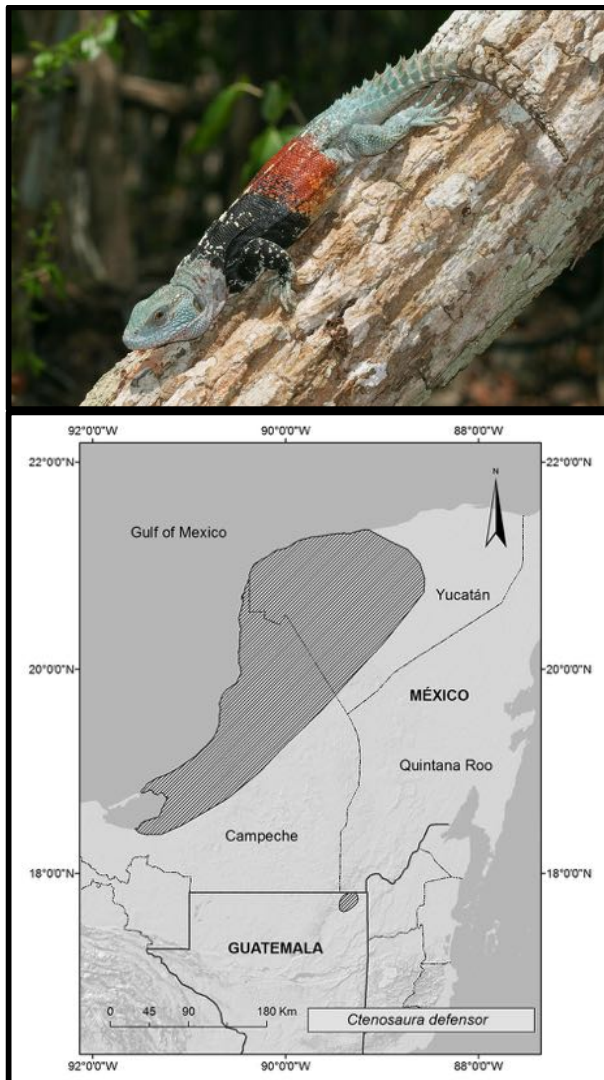 92°0'0"W 90°0'0"W 88°0'0"W
22°0'0"N 22°0'0"N
N
Gulf of Mexico
Yucatán
20°0'0"N 20°0'0"N
MÉXICO
Quintana Roo
Campeche
18°0'0"N 18°0'0"N
GUATEMALA
0 45 90 180 Km
Ctenosaura defensor
92°0'0"W 90°0'0"W 88°0'0"W